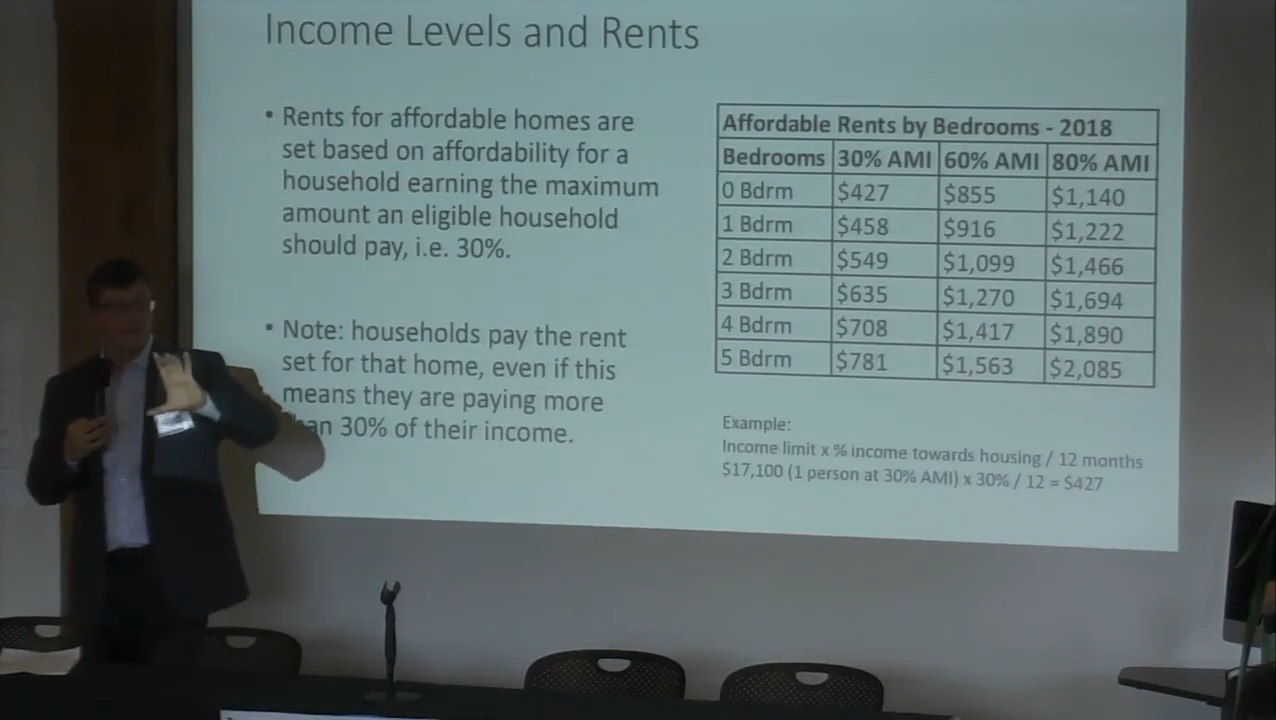 Income Levels and Rents
• Rents for affordable homes are
set based on affordability for a
household earning the maximum
amount an eligible household
should pay, i.e. 30%.
• Note: households pay the rent
set for that home, even if this
means they are paying more
an 30% of their income.
Affordable Rents by Bedrooms - 2018
Bedrooms 30% AMI 60% AMI 80% AMI
0 Bdrm $427 $855 $1,140
1 Bdrm $458 $916 $1,222
2 Bdrm $549 $1,099 $1,466
3 Bdrm $635 $1,270 $1,694
4 Bdrm $708 $1,417 $1,890
5 Bdrm $781 $1,563 $2,085
Example:
Income limit x % income towards housing / 12 months
$17,100 (1 person at 30% AMI) x 30% / 12 = $427